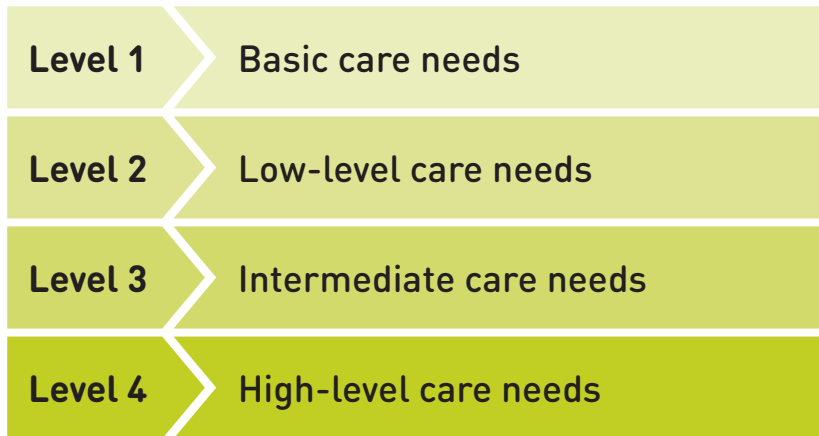 Level 1 Basic care needs
Level 2 Low-level care needs
Level 3 Intermediate care needs
Level 4 High-level care needs